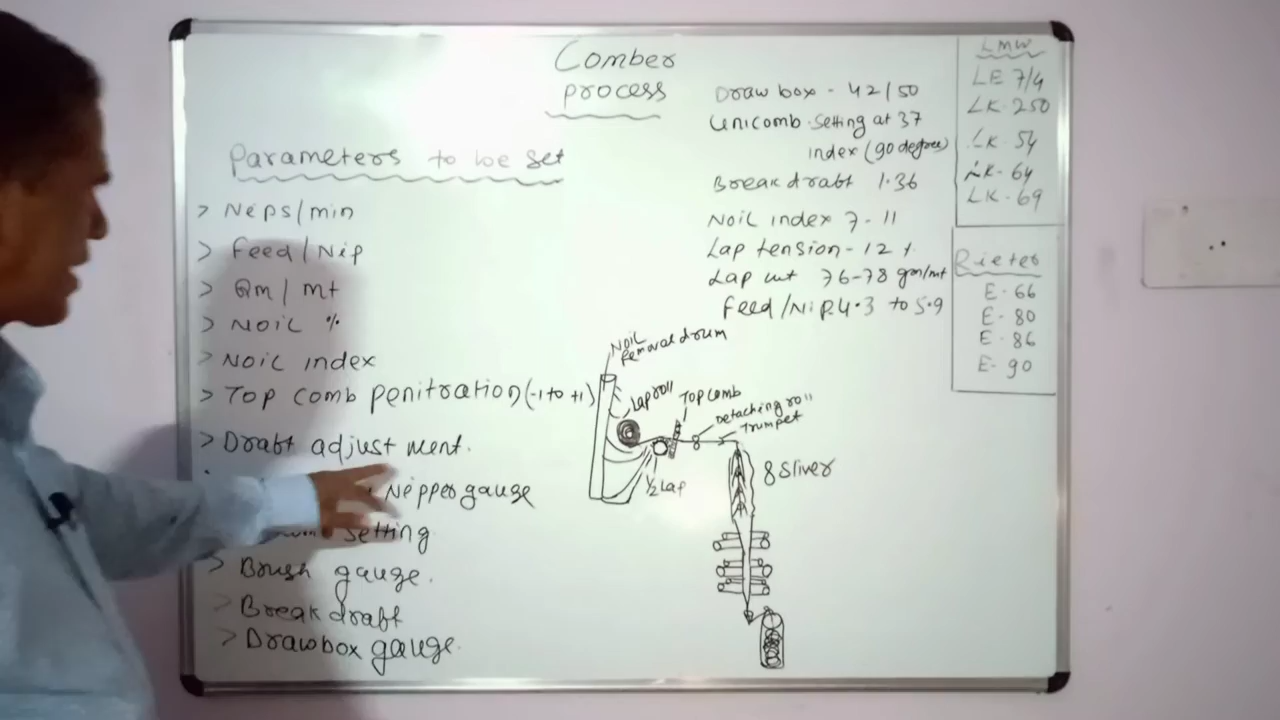 Comber
process
Parameters to be set
> Neps/min
> Feed/Nip
> Gm/mt
> NOIL %
> NOIL index
> Top comb penitration (-1 to +1)
> Draft adjustment.
Nepper gauge
setting
> Brush gauge.
> Break draft
> Drawbox gauge.
Draw box - 42/50
Unicomb setting at 37
index (90 degree)
Break draft 1.36
Noil index 7-11
Lap tension - 12
Lap wt 76-78 gm/mt
Feed/Nip 4.3 to 5.9
NOIL
removal drum
Lap roll
Top comb
Detaching roll
Trumpet
1/2 Lap
8 sliver
LMW
LE 7/4
LK. 250
LK. 54
LK- 64
LK- 69
Rieter
E- 66
E- 80
E- 86
E- 90